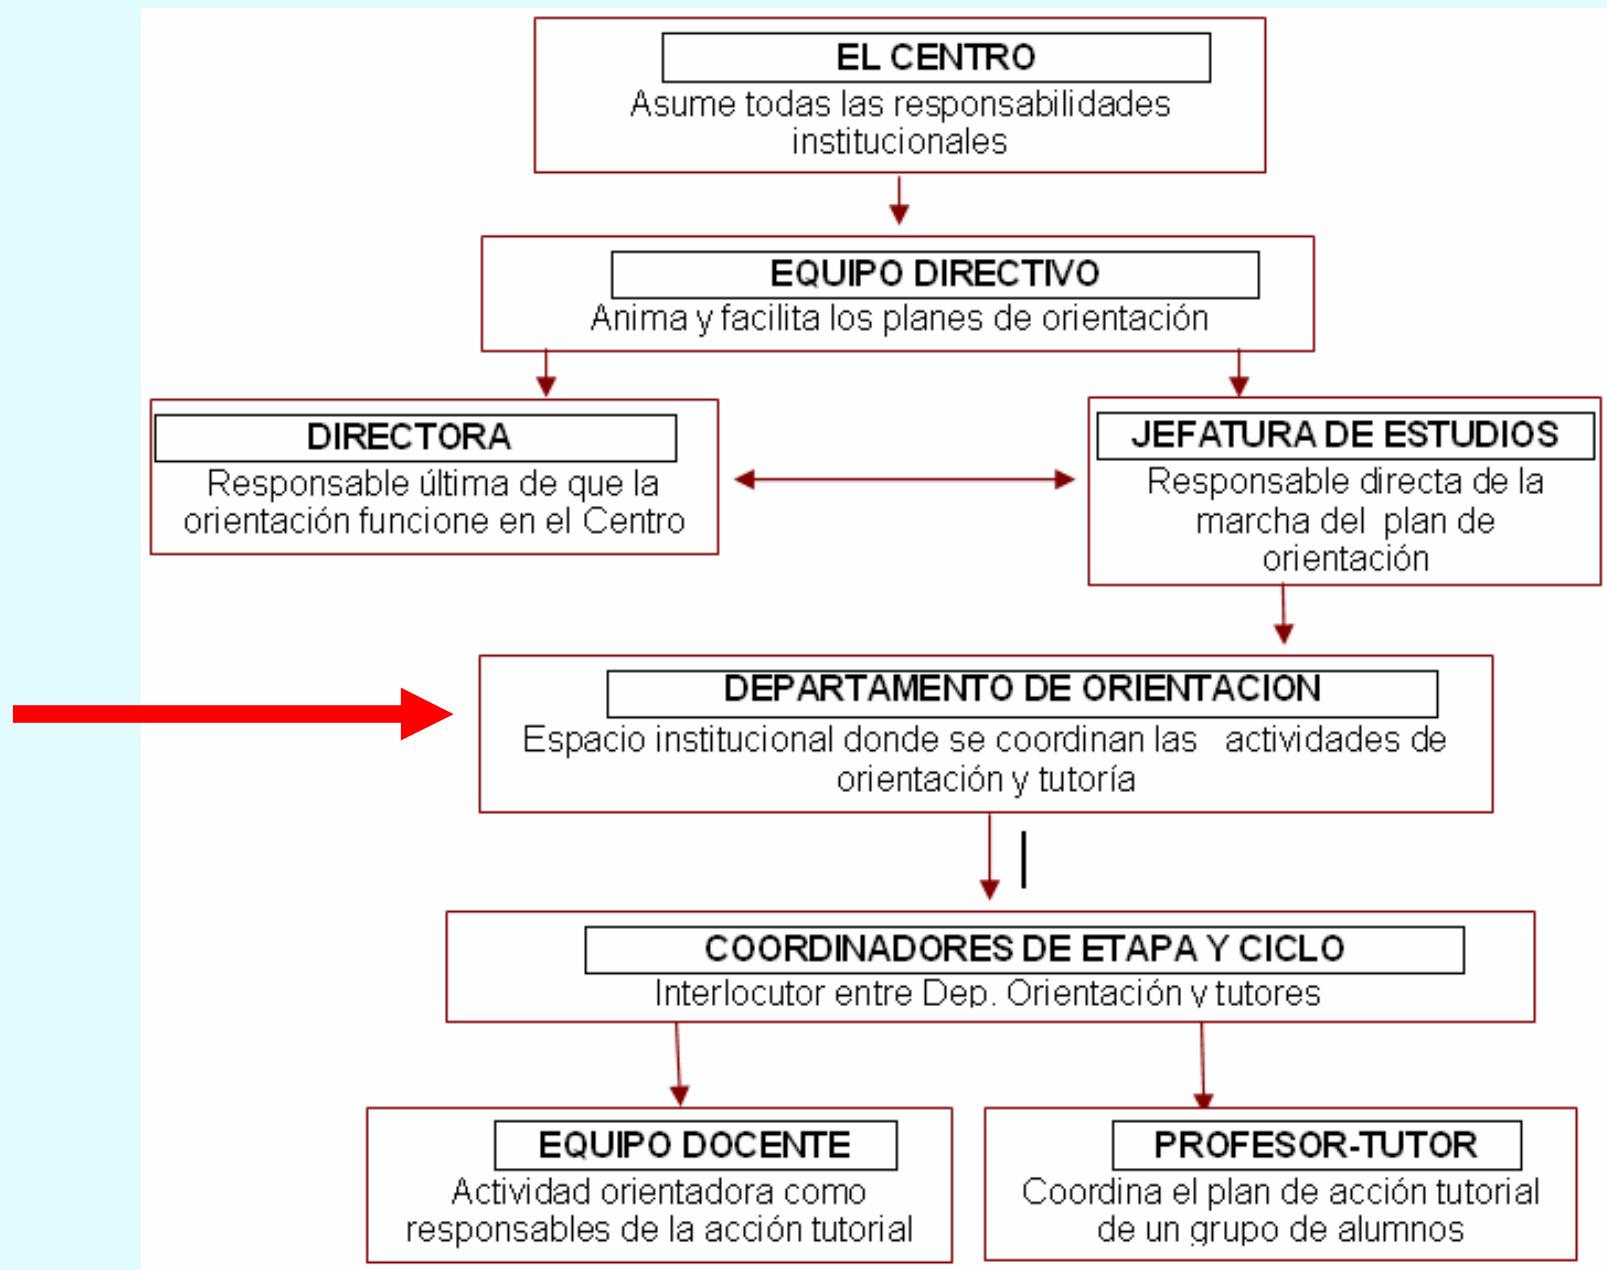 EL CENTRO
Asume todas las responsabilidades
institucionales
EQUIPO DIRECTIVO
Anima y facilita los planes de orientación
DIRECTORA
Responsable última de que la
orientación funcione en el Centro
JEFATURA DE ESTUDIOS
Responsable directa de la
marcha del plan de
orientación
DEPARTAMENTO DE ORIENTACION
Espacio institucional donde se coordinan las actividades de
orientación y tutoría
COORDINADORES DE ETAPA Y CICLO
Interlocutor entre Dep. Orientación y tutores
EQUIPO DOCENTE
Actividad orientadora como
responsables de la acción tutorial
PROFESOR-TUTOR
Coordina el plan de acción tutorial
de un grupo de alumnos